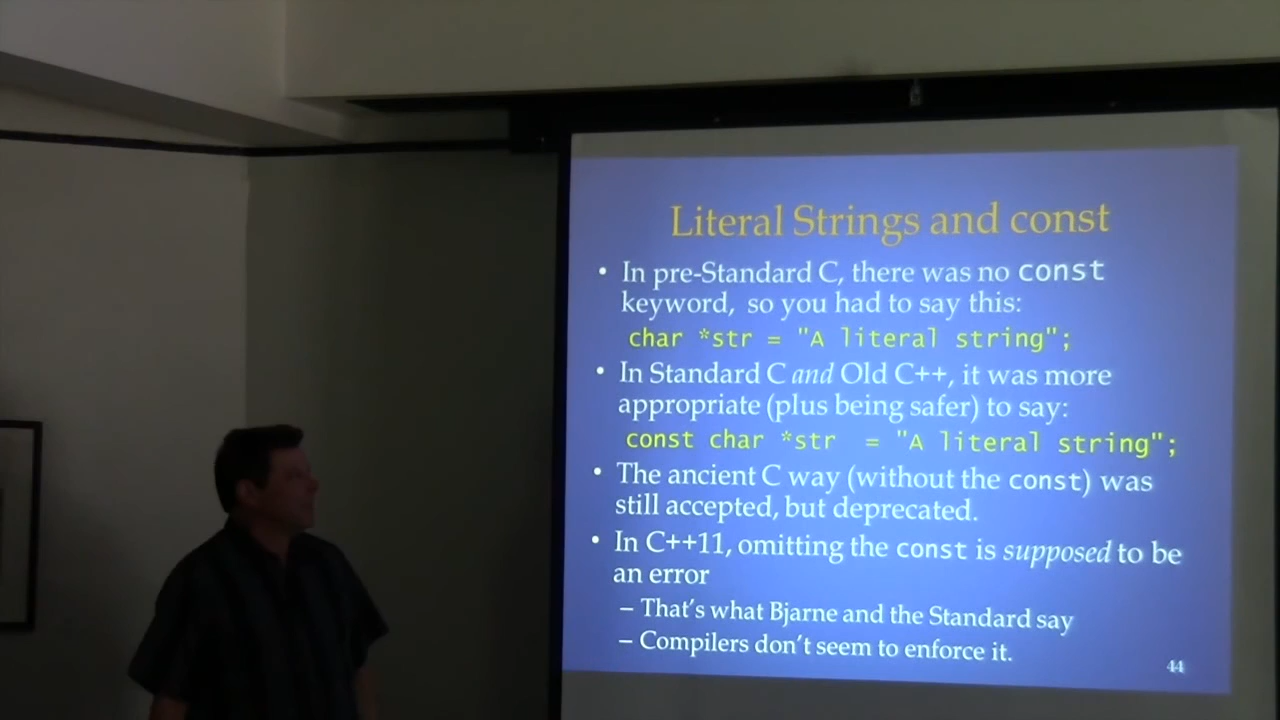 Literal Strings and const
• In pre-Standard C, there was no const
keyword, so you had to say this:
char *str = "A literal string";
• In Standard C and Old C++, it was more
appropriate (plus being safer) to say:
const char *str = "A literal string";
• The ancient C way (without the const) was
still accepted, but deprecated.
• In C++11, omitting the const is supposed to be
an error
– That's what Bjarne and the Standard say
– Compilers don't seem to enforce it.
44